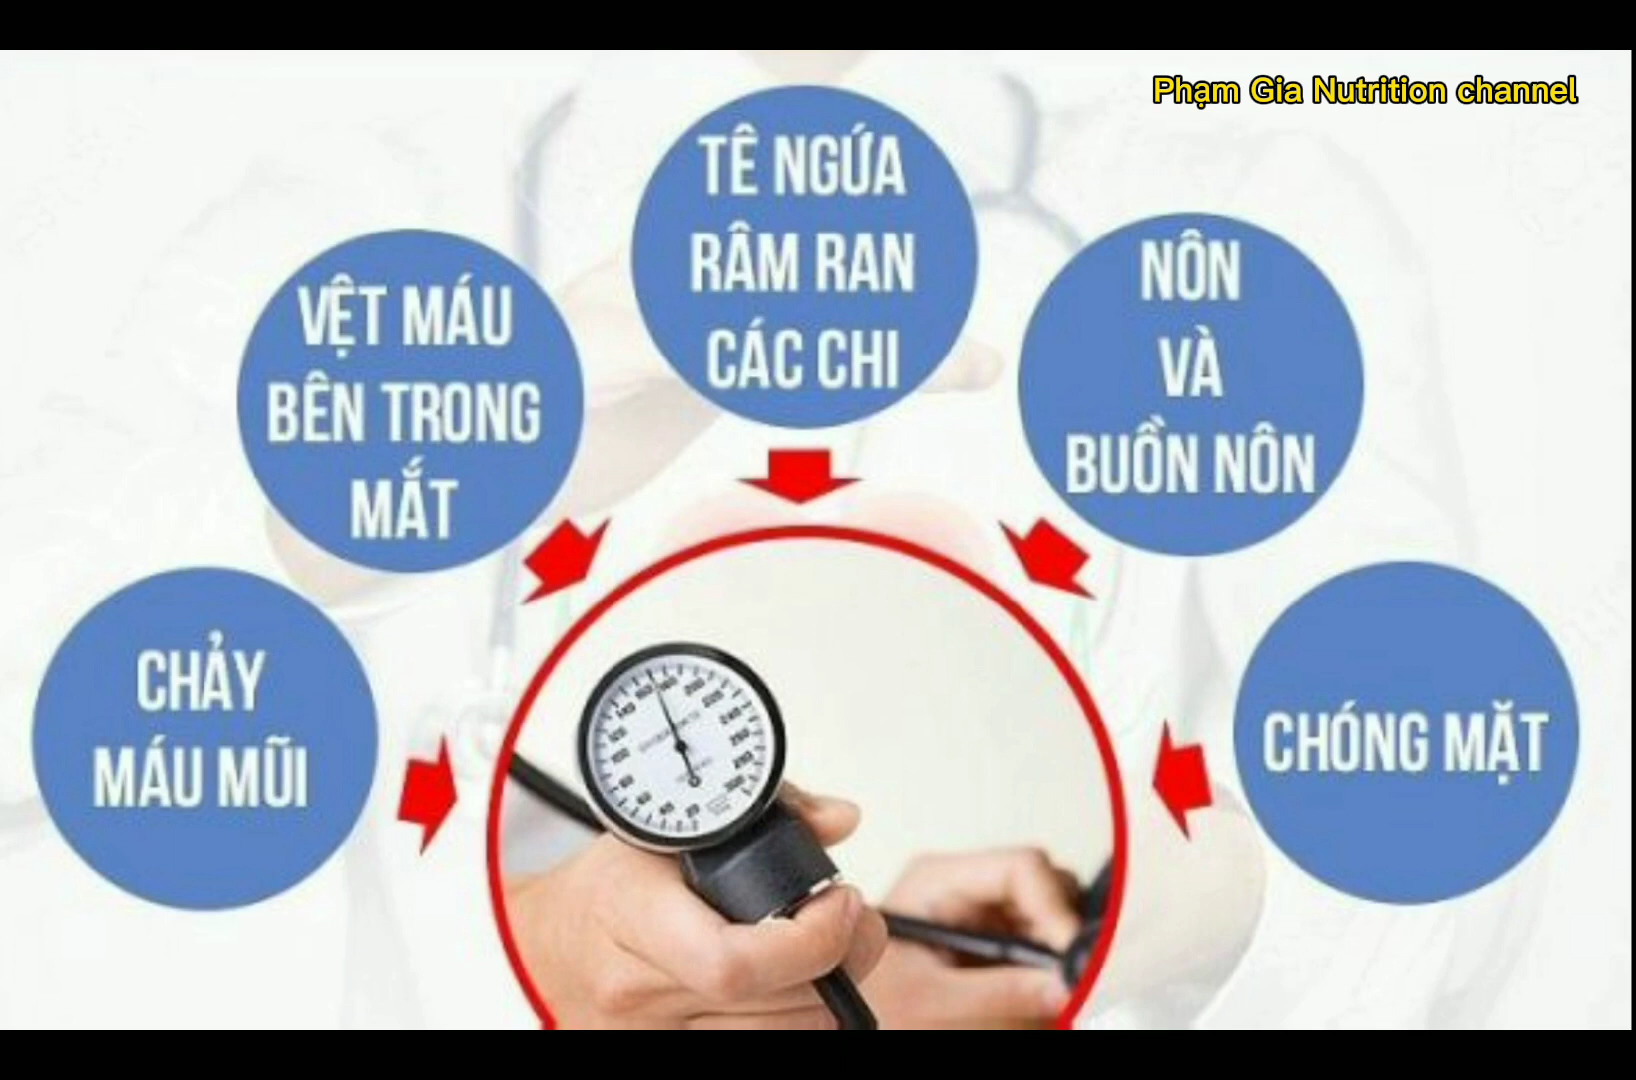 Phạm Gia Nutrition channel
TÊ NGỨA
RÂM RAN
CÁC CHI
VỆT MÁU
BÊN TRONG
MẮT
NÔN
VÀ
BUỒN NÔN
CHẢY
MÁU MŨI
CHÓNG MẶT